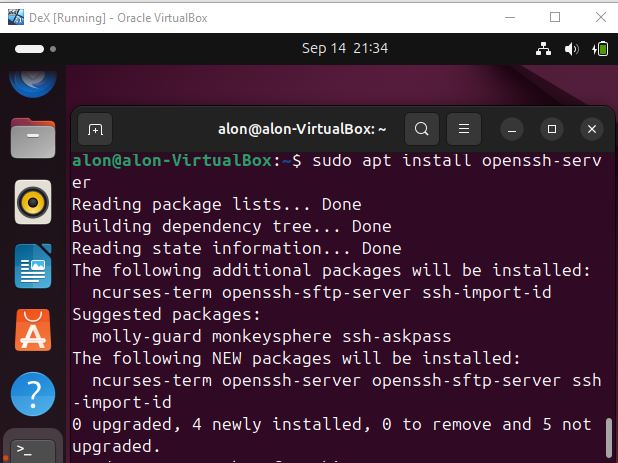 DeX [Running] - Oracle VirtualBox
Sep 14 21:34
alon@alon-VirtualBox: ~
alon@alon-VirtualBox:~$ sudo apt install openssh-serv
er
Reading package lists... Done
Building dependency tree... Done
Reading state information... Done
The following additional packages will be installed:
  ncurses-term openssh-sftp-server ssh-import-id
Suggested packages:
  molly-guard monkeysphere ssh-askpass
The following NEW packages will be installed:
  ncurses-term openssh-server openssh-sftp-server ssh
-import-id
0 upgraded, 4 newly installed, 0 to remove and 5 not
upgraded.